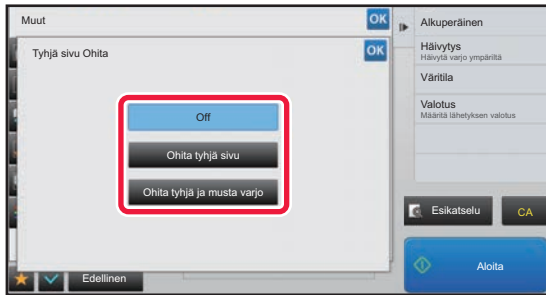 Muut
OK
Tyhjä sivu Ohita
OK
Off
Ohita tyhjä sivu
Ohita tyhjä ja musta varjo
Edellinen
Alkuperäinen
Häivytys
Häivytä varjo ympäriltä
Väritila
Valotus
Määritä lähetyksen valotus
Esikatselu
CA
Aloita